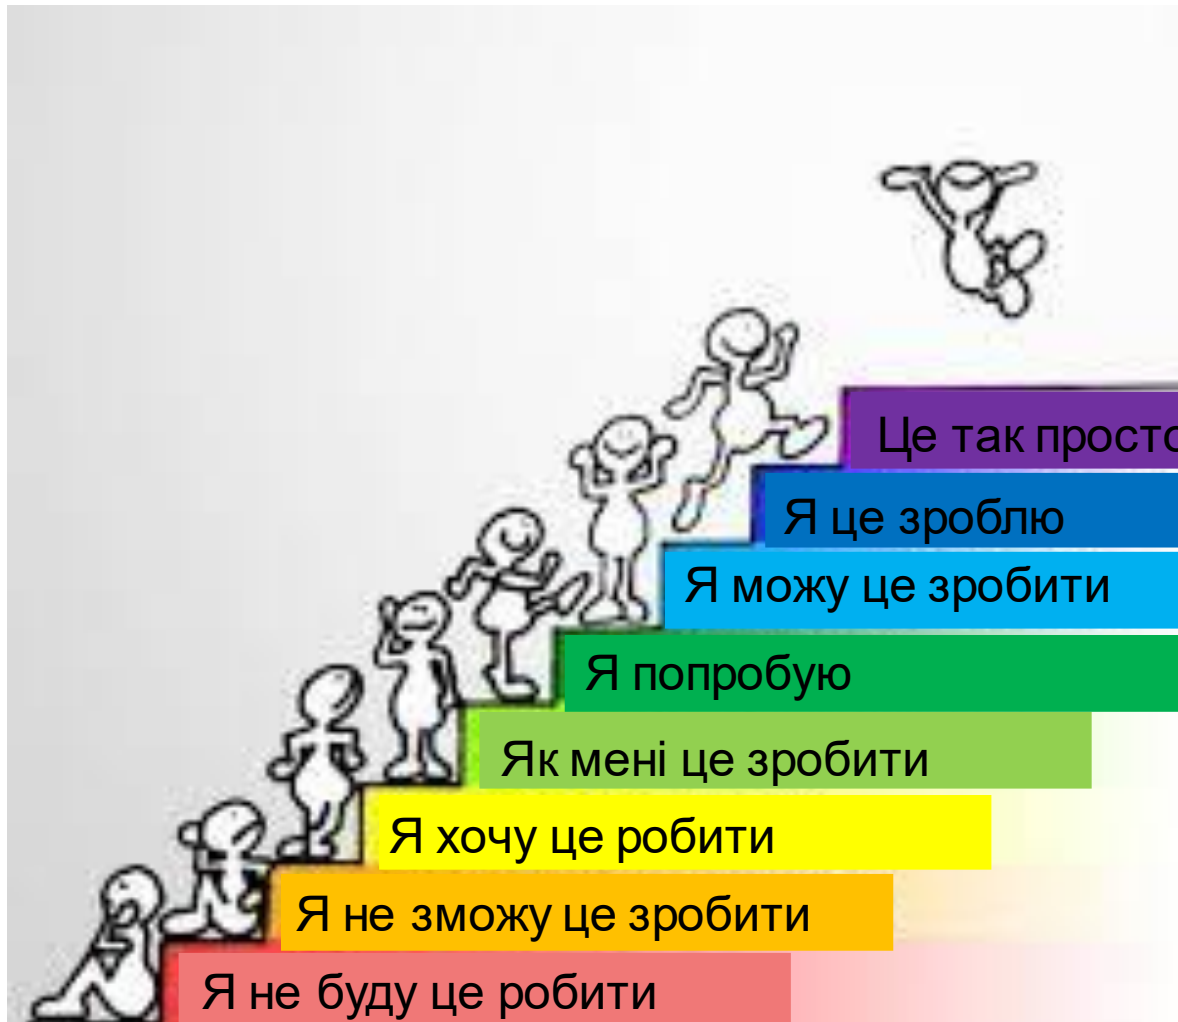 Це так просто
Я це зроблю
Я можу це зробити
Я попробую
Як мені це зробити
Я хочу це робити
Я не зможу це зробити
Я не буду це робити